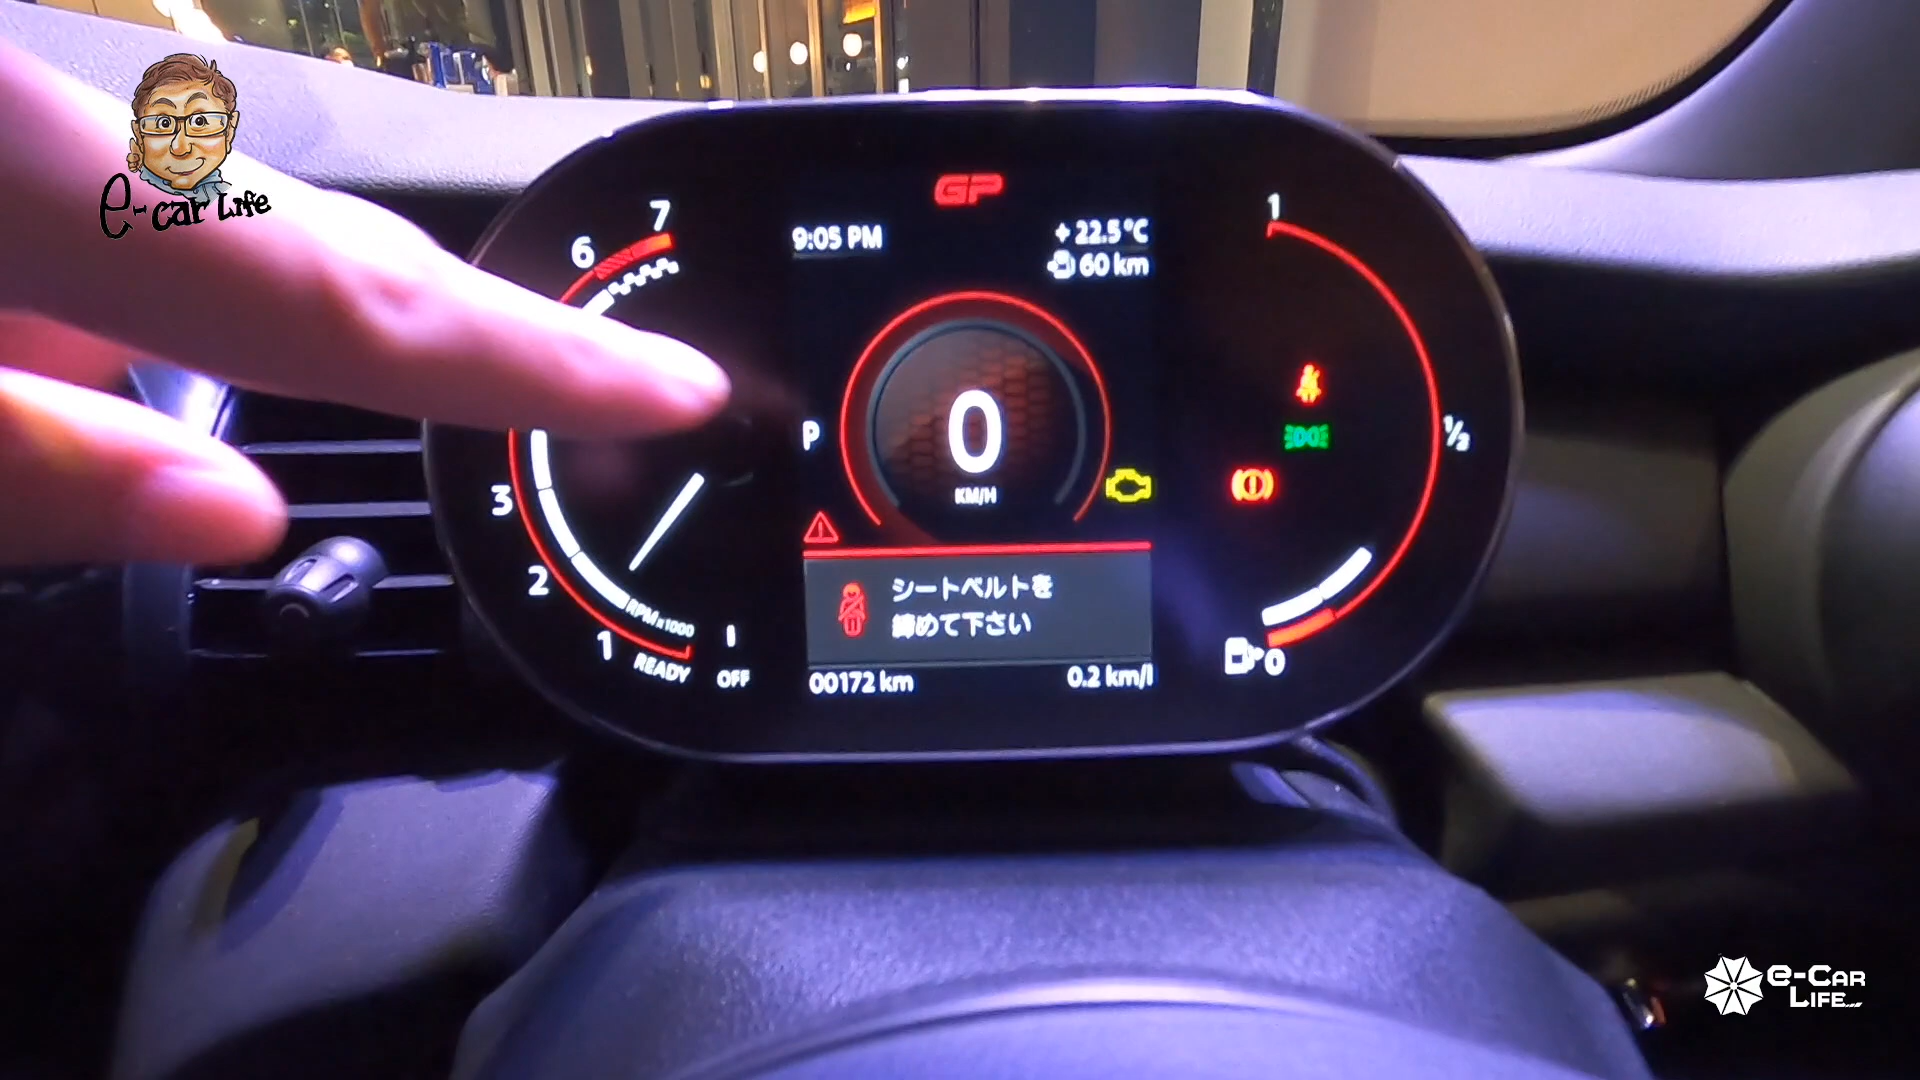 e-car Life
GP
9:05 PM
+ 22.5°C
60 km
7
6
3
2
1
RPM x1000
READY
OFF
P
0
KM/H
シートベルトを
締めて下さい
00172 km
0.2 km/l
1
1/2
0
e-CAR
LIFE...